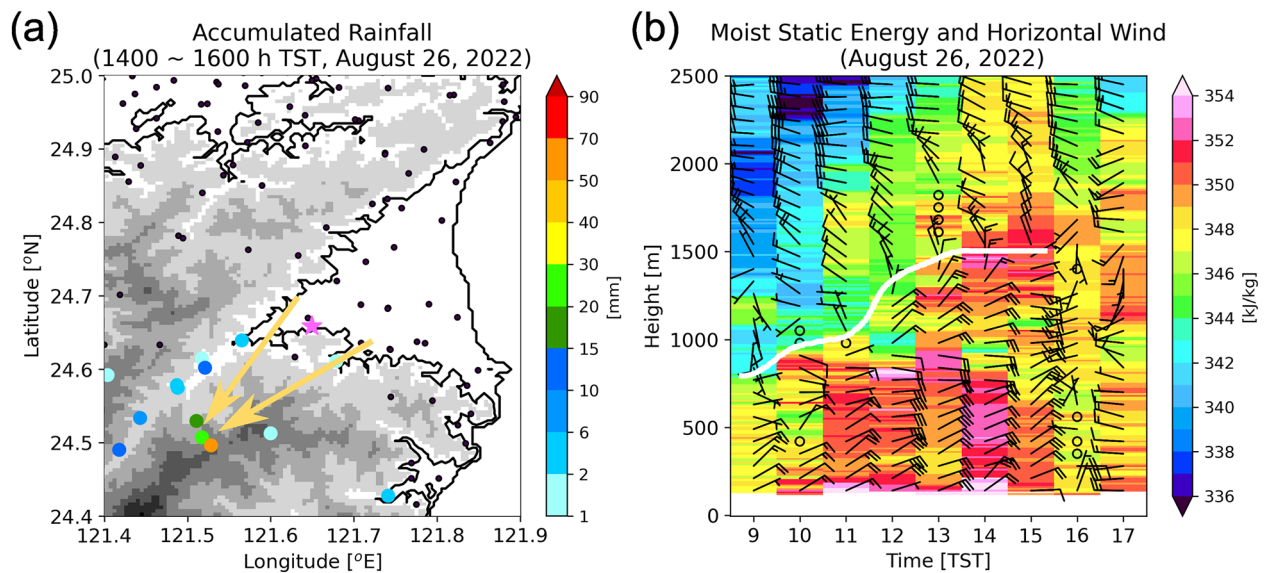 (a)
Accumulated Rainfall
(1400 ~ 1600 h TST, August 26, 2022)
25.0
24.9
24.8
24.7
24.6
24.5
24.4
Latitude [°N]
121.4 121.5 121.6 121.7 121.8 121.9
Longitude [°E]
90
70
50
40
30
20
15
10
6
2
1
[mm]
(b)
Moist Static Energy and Horizontal Wind
(August 26, 2022)
2500
2000
1500
1000
500
0
Height [m]
9 10 11 12 13 14 15 16 17
Time [TST]
354
352
350
348
346
344
342
340
338
336
[kJ/kg]